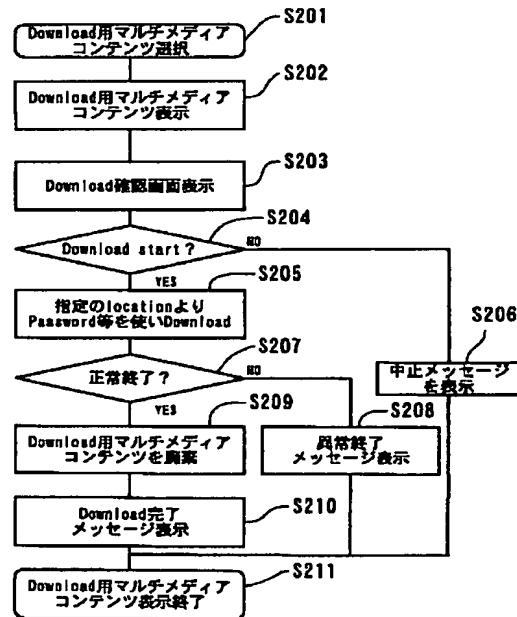 S201
Download用マルチメディア
コンテンツ選択
S202
Download用マルチメディア
コンテンツ表示
S203
Download確認画面表示
S204
Download start?
NO
YES
S205
指定のlocationより
Password等を使いDownload
S206
中止メッセージ
を表示
S207
正常終了?
NO
YES
S208
異常終了
メッセージ表示
S209
Download用マルチメディア
コンテンツを廃棄
S210
Download完了
メッセージ表示
S211
Download用マルチメディア
コンテンツ表示終了